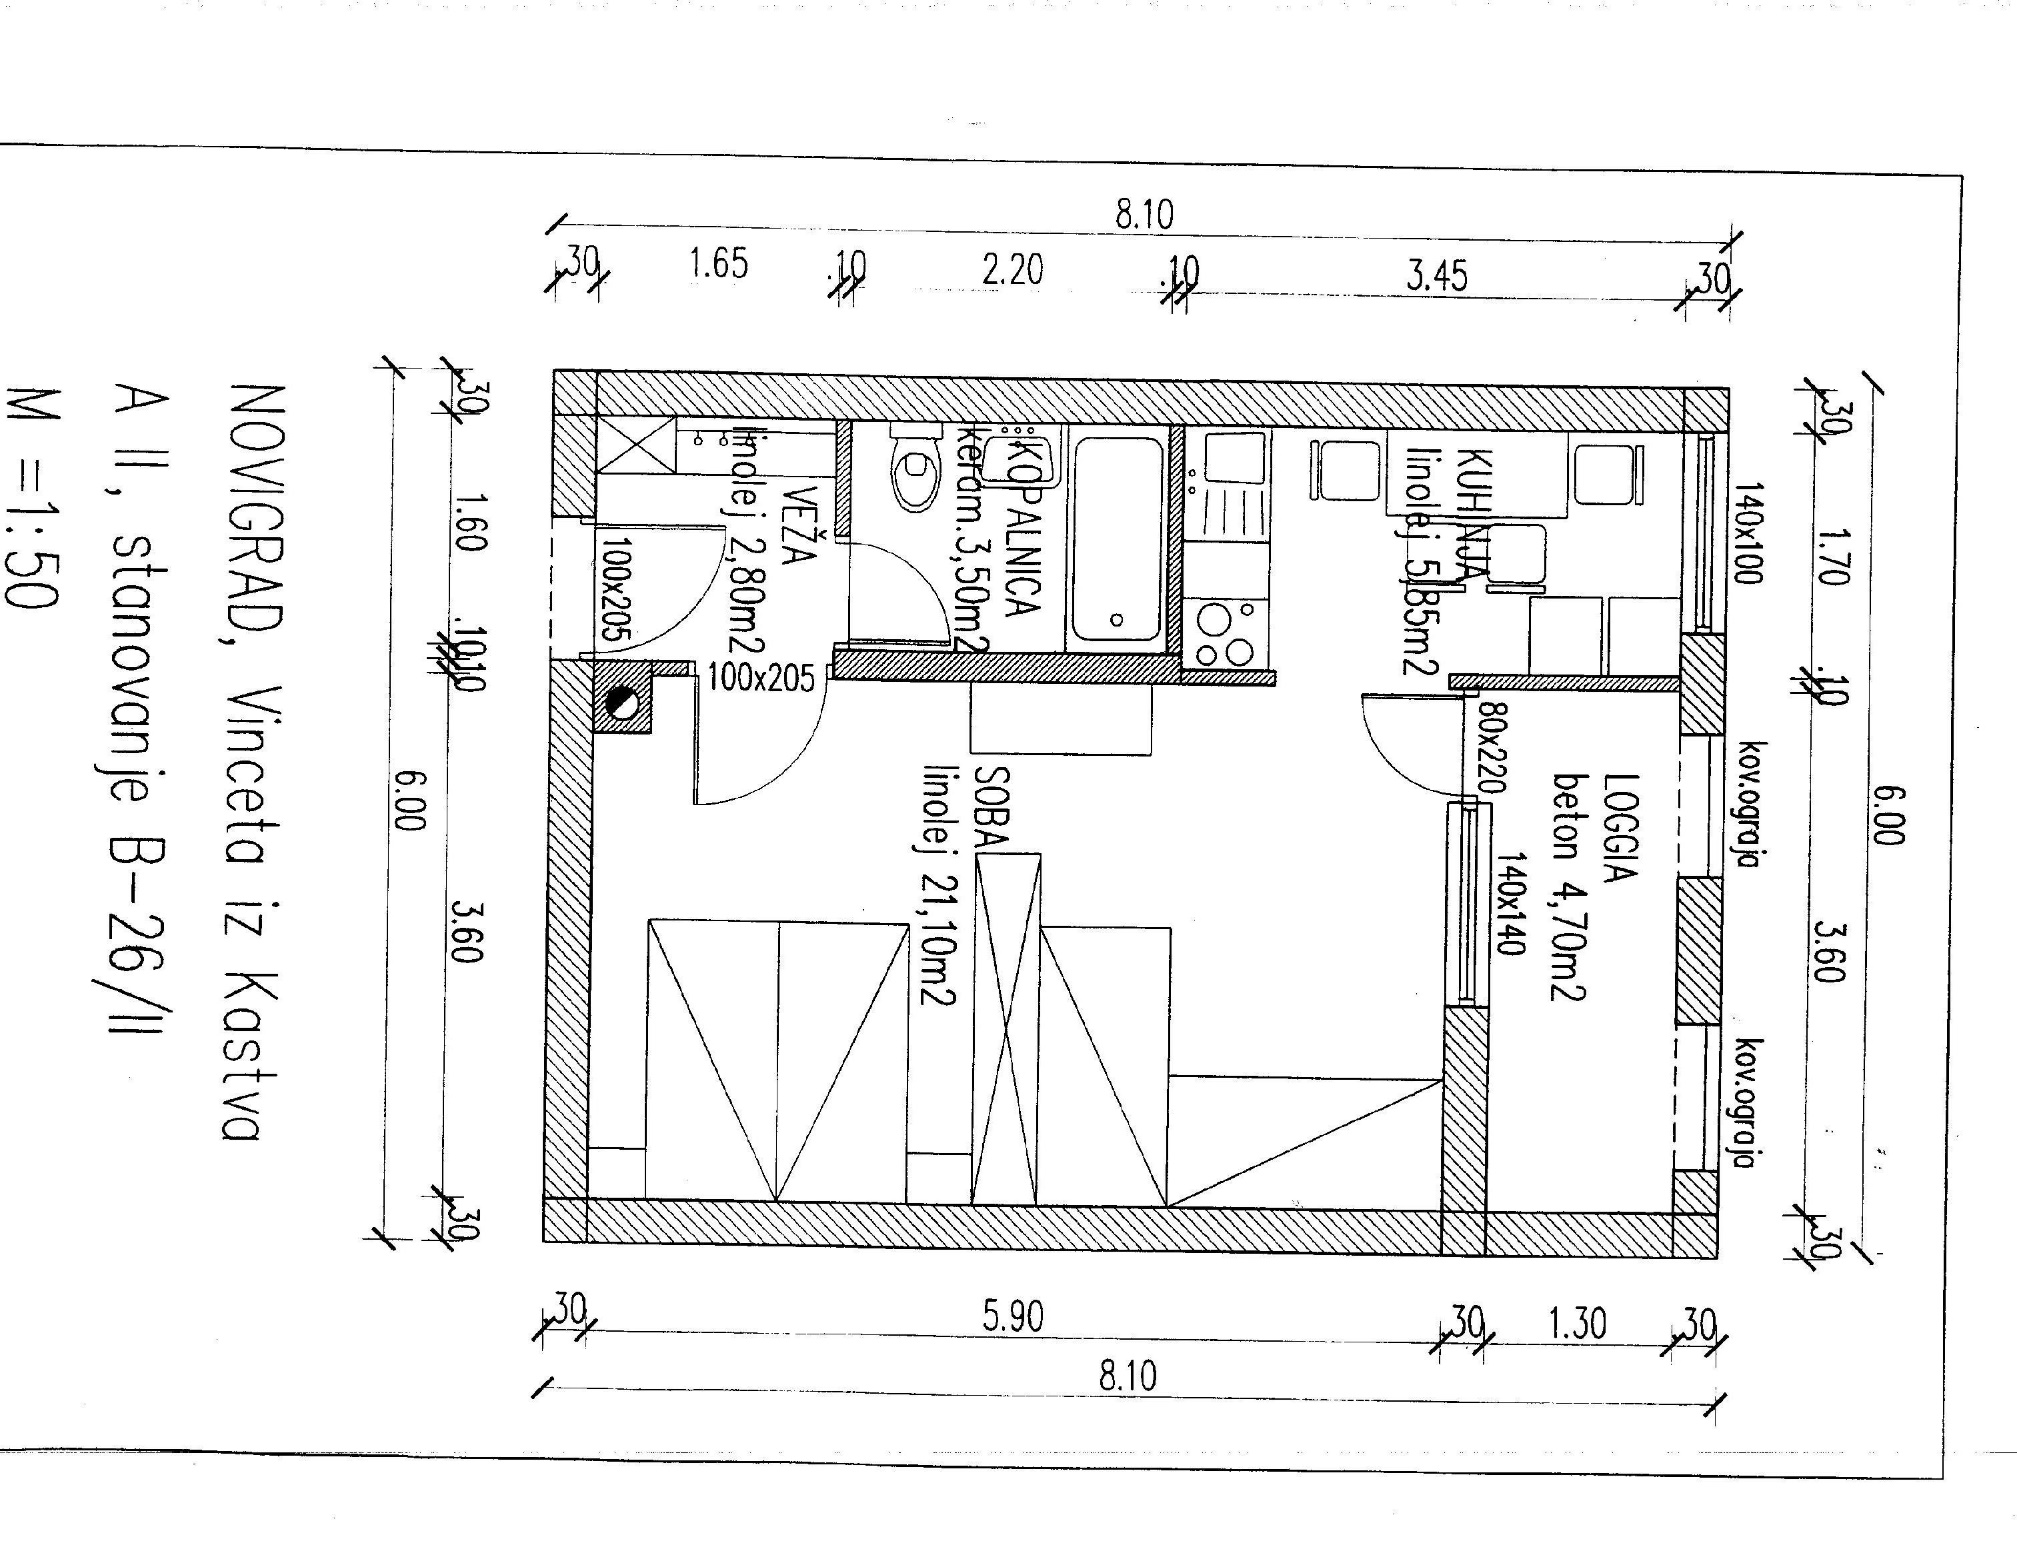 8.10
.30
1.65
.10
2.20
.10
3.45
.30
.30
1.60
.10
.10
3.60
.30
6.00
.30
1.70
.10
3.60
.30
6.00
140x100
kov.ograja
kov.ograja
KUHINJA
linolej 5,85m2
KOPALNICA
keram.3,50m2
VEŽA
linolej 2,80m2
100x205
100x205
80x220
140x140
LOGGIA
beton 4,70m2
SOBA
linolej 21,10m2
.30
5.90
.30
1.30
.30
8.10
NOVIGRAD, Vinceta iz Kastva
A II, stanovanje B-26/II
M =1:50